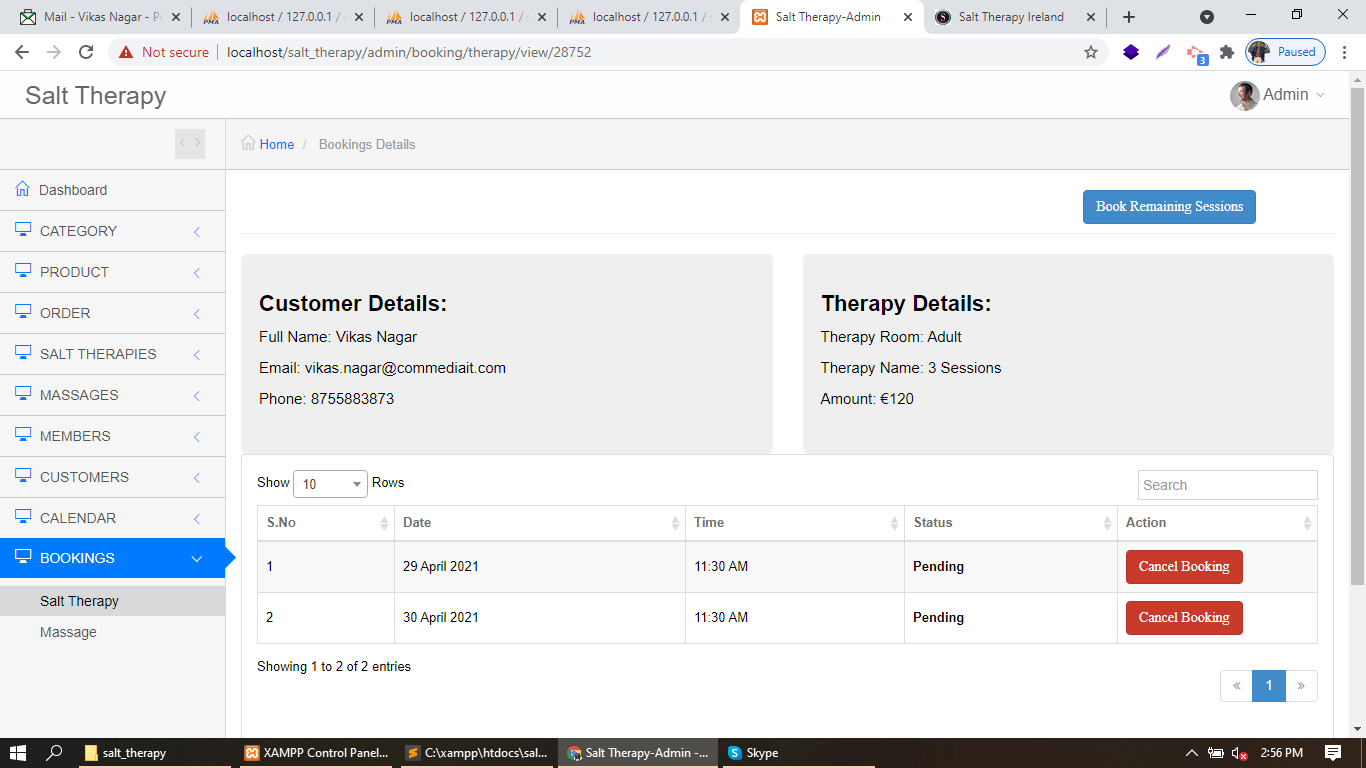 Mail - Vikas Nagar - P
localhost / 127.0.0.1 /
localhost / 127.0.0.1 /
localhost / 127.0.0.1 /
Salt Therapy-Admin
Salt Therapy Ireland
Not secure
localhost/salt_therapy/admin/booking/therapy/view/28752
3
Paused
Salt Therapy
Admin
Home / Bookings Details
Dashboard
CATEGORY
PRODUCT
ORDER
SALT THERAPIES
MASSAGES
MEMBERS
CUSTOMERS
CALENDAR
BOOKINGS
Salt Therapy
Massage
Book Remaining Sessions
Customer Details:
Full Name: Vikas Nagar
Email: vikas.nagar@commediait.com
Phone: 8755883873
Therapy Details:
Therapy Room: Adult
Therapy Name: 3 Sessions
Amount: €120
Show 10 Rows
Search
S.No Date Time Status Action
1 29 April 2021 11:30 AM Pending Cancel Booking
2 30 April 2021 11:30 AM Pending Cancel Booking
Showing 1 to 2 of 2 entries
« 1 »
salt_therapy
XAMPP Control Panel...
C:\xampp\htdocs\sal...
Salt Therapy-Admin -...
Skype
2:56 PM